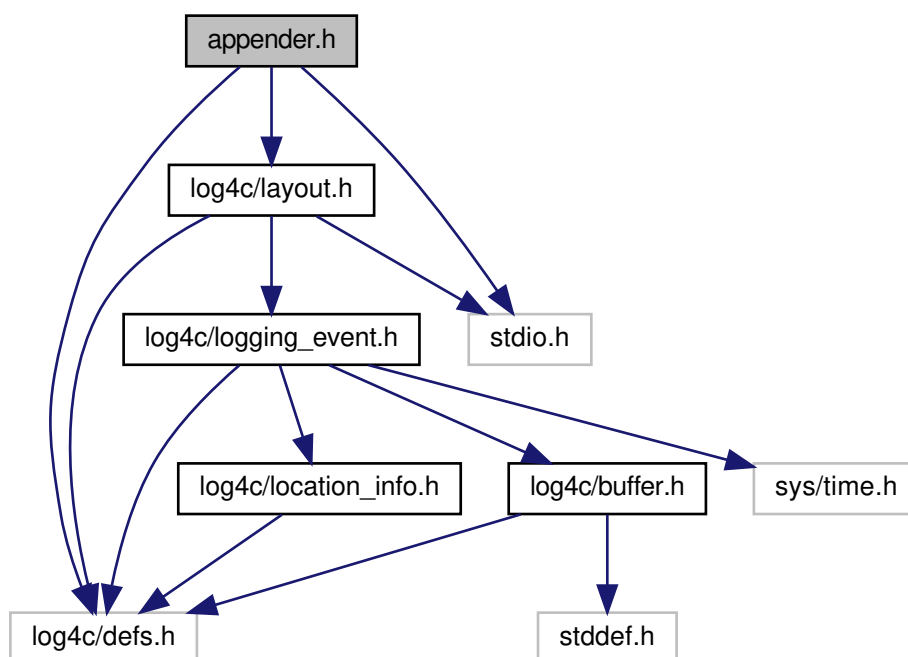 appender.h
log4c/layout.h
log4c/logging_event.h
stdio.h
log4c/location_info.h
log4c/buffer.h
sys/time.h
log4c/defs.h
stddef.h